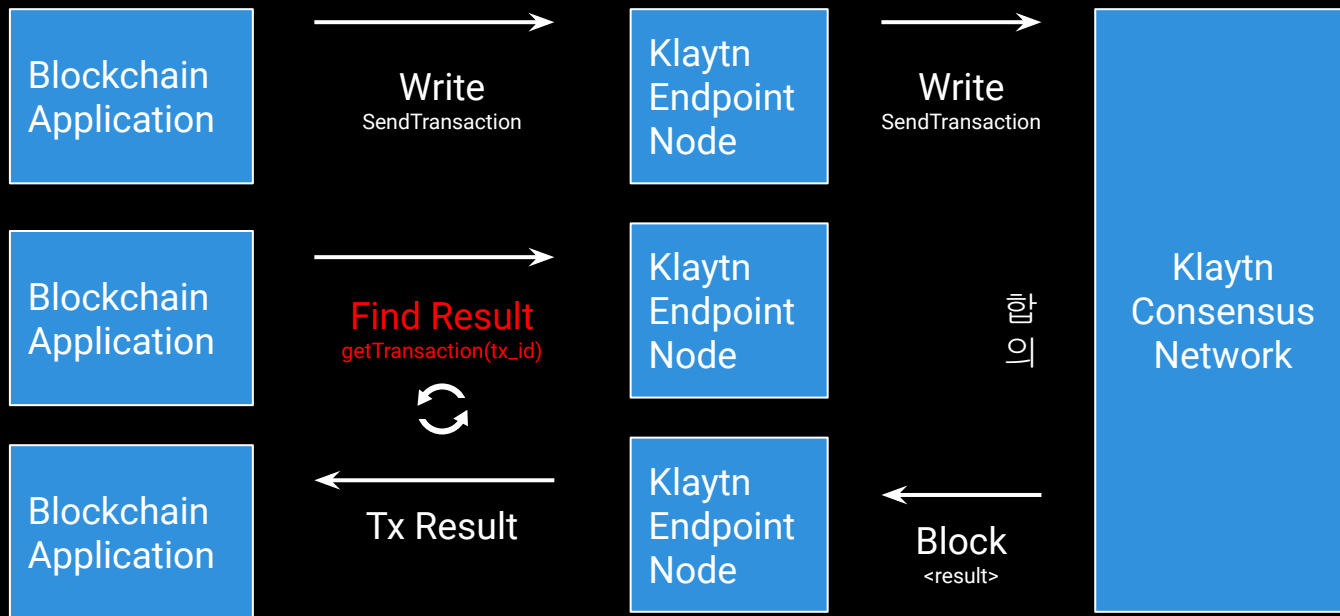 Blockchain
Application
Write
SendTransaction
Klaytn
Endpoint
Node
Write
SendTransaction
Blockchain
Application
Find Result
getTransaction(tx_id)
Klaytn
Endpoint
Node
합의
Klaytn
Consensus
Network
Blockchain
Application
Tx Result
Klaytn
Endpoint
Node
Block
<result>